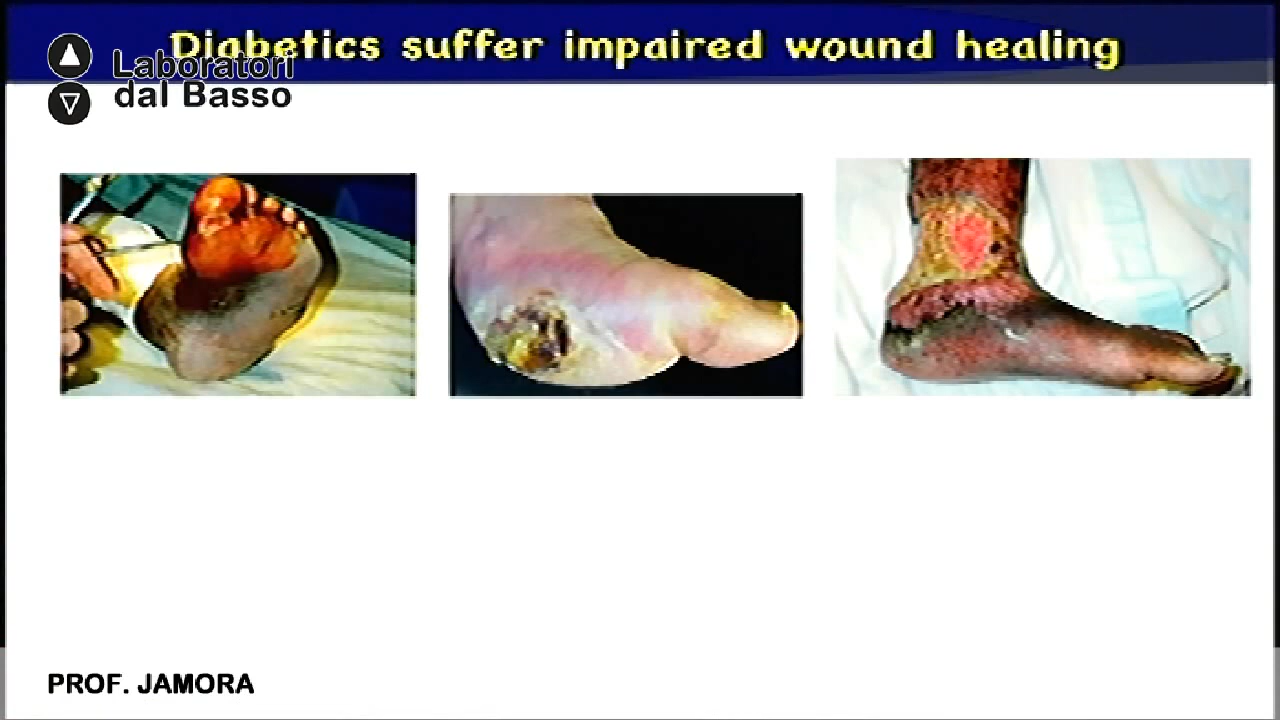 Diabetics suffer impaired wound healing
Laboratori
dal Basso
PROF. JAMORA